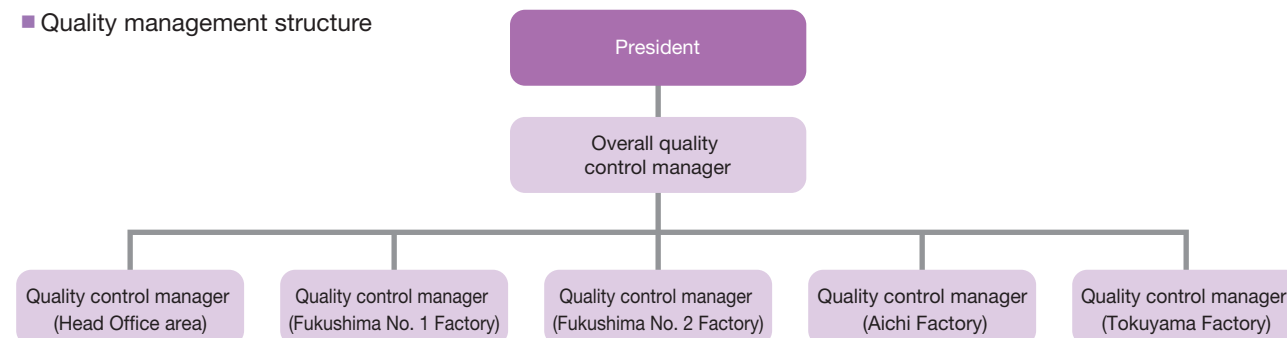 ■ Quality management structure
President
Overall quality
control manager
Quality control manager
(Head Office area)
Quality control manager
(Fukushima No. 1 Factory)
Quality control manager
(Fukushima No. 2 Factory)
Quality control manager
(Aichi Factory)
Quality control manager
(Tokuyama Factory)